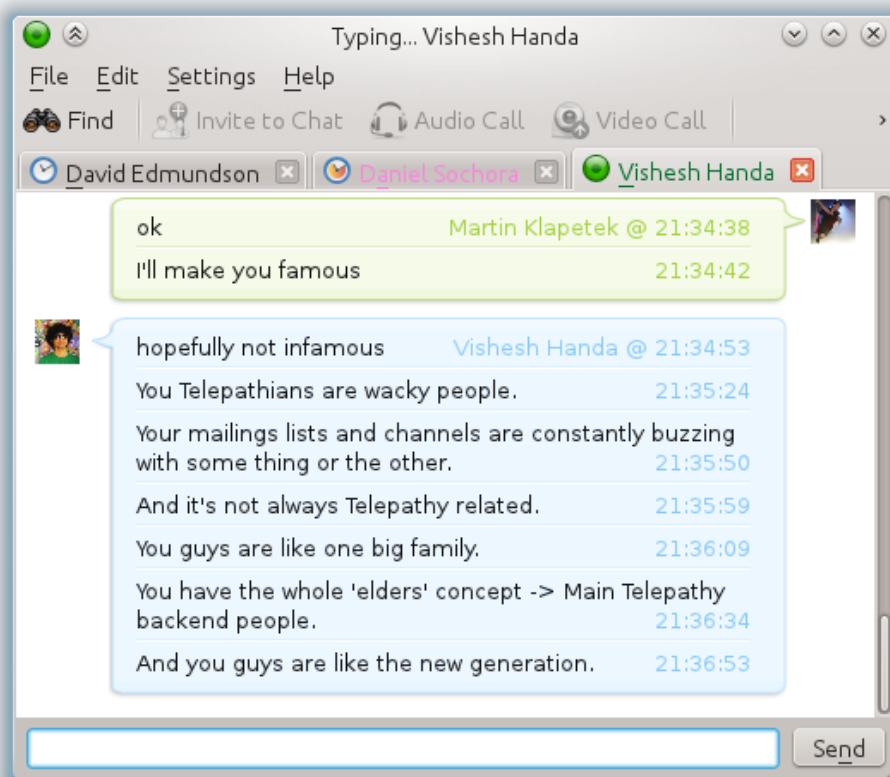 Typing... Vishesh Handa
File Edit Settings Help
Find Invite to Chat Audio Call Video Call
David Edmundson Daniel Sochora Vishesh Handa
ok Martin Klapetek @ 21:34:38
I'll make you famous 21:34:42
hopefully not infamous Vishesh Handa @ 21:34:53
You Telepathians are wacky people. 21:35:24
Your mailings lists and channels are constantly buzzing
with some thing or the other. 21:35:50
And it's not always Telepathy related. 21:35:59
You guys are like one big family. 21:36:09
You have the whole 'elders' concept -> Main Telepathy
backend people. 21:36:34
And you guys are like the new generation. 21:36:53
Send